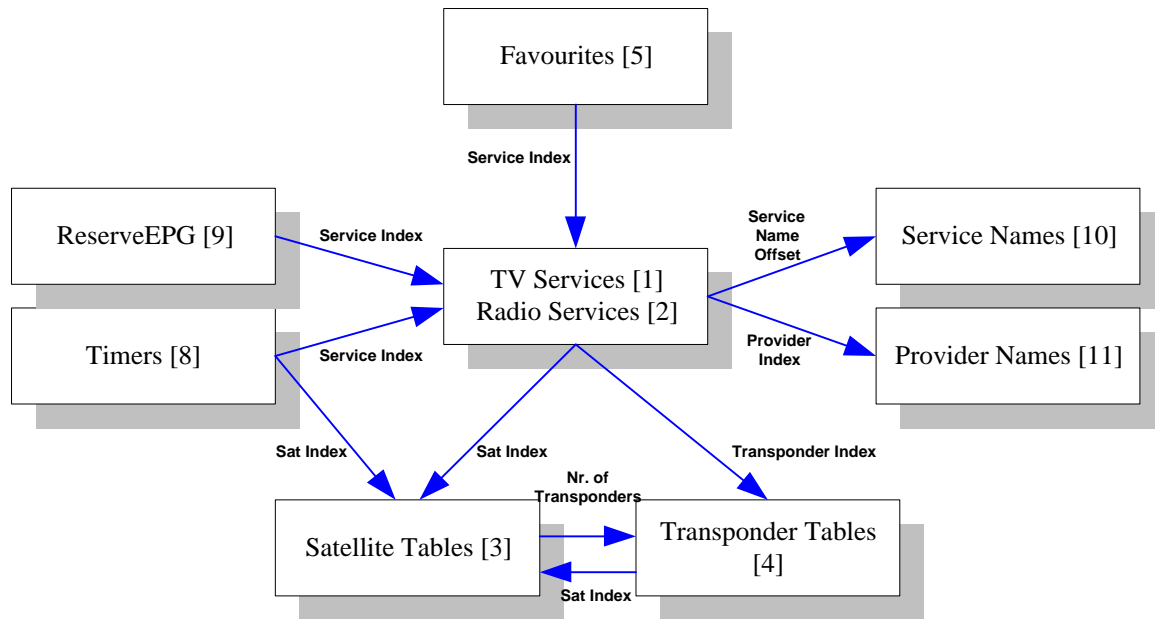 Favourites [5]
Service Index
ReserveEPG [9]
Service Index
TV Services [1]
Radio Services [2]
Service
Name
Offset
Service Names [10]
Timers [8]
Service Index
Provider
Index
Provider Names [11]
Sat Index
Sat Index
Transponder Index
Nr. of
Transponders
Satellite Tables [3]
Transponder Tables
[4]
Sat Index